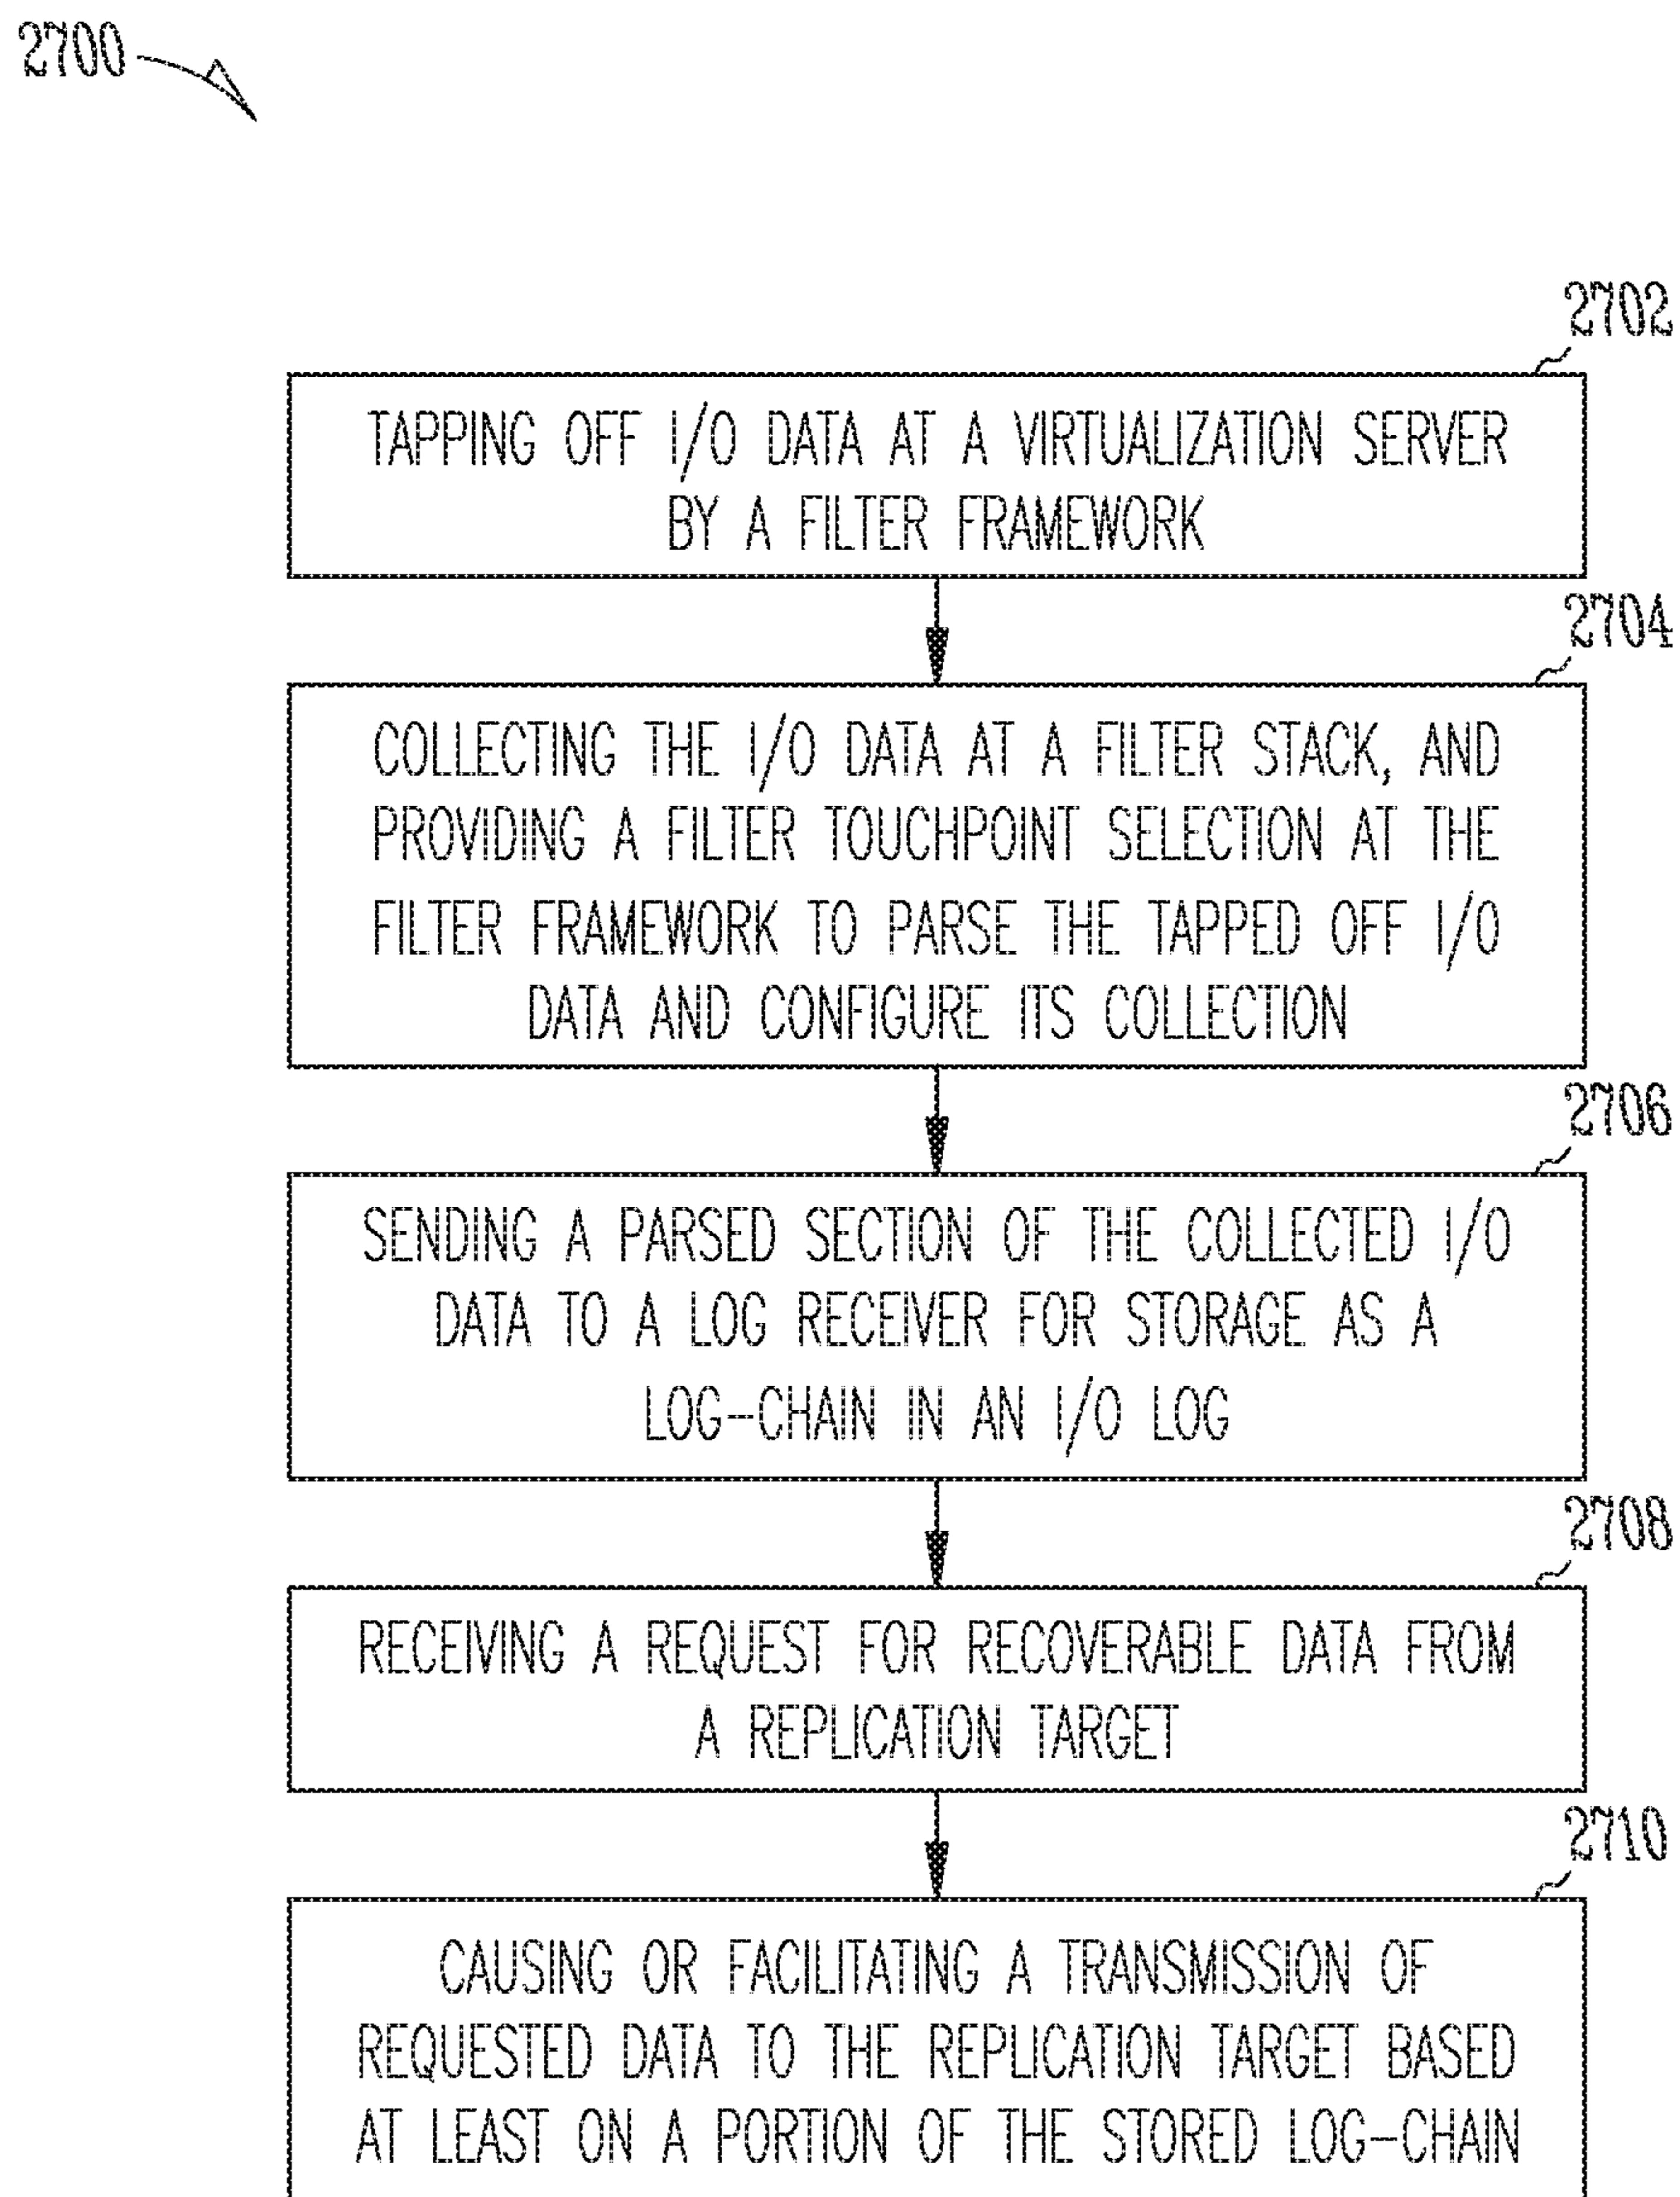 2700
2702
TAPPING OFF I/O DATA AT A VIRTUALIZATION SERVER
BY A FILTER FRAMEWORK
2704
COLLECTING THE I/O DATA AT A FILTER STACK, AND
PROVIDING A FILTER TOUCHPOINT SELECTION AT THE
FILTER FRAMEWORK TO PARSE THE TAPPED OFF I/O
DATA AND CONFIGURE ITS COLLECTION
2706
SENDING A PARSED SECTION OF THE COLLECTED I/O
DATA TO A LOG RECEIVER FOR STORAGE AS A
LOG-CHAIN IN AN I/O LOG
2708
RECEIVING A REQUEST FOR RECOVERABLE DATA FROM
A REPLICATION TARGET
2710
CAUSING OR FACILITATING A TRANSMISSION OF
REQUESTED DATA TO THE REPLICATION TARGET BASED
AT LEAST ON A PORTION OF THE STORED LOG-CHAIN